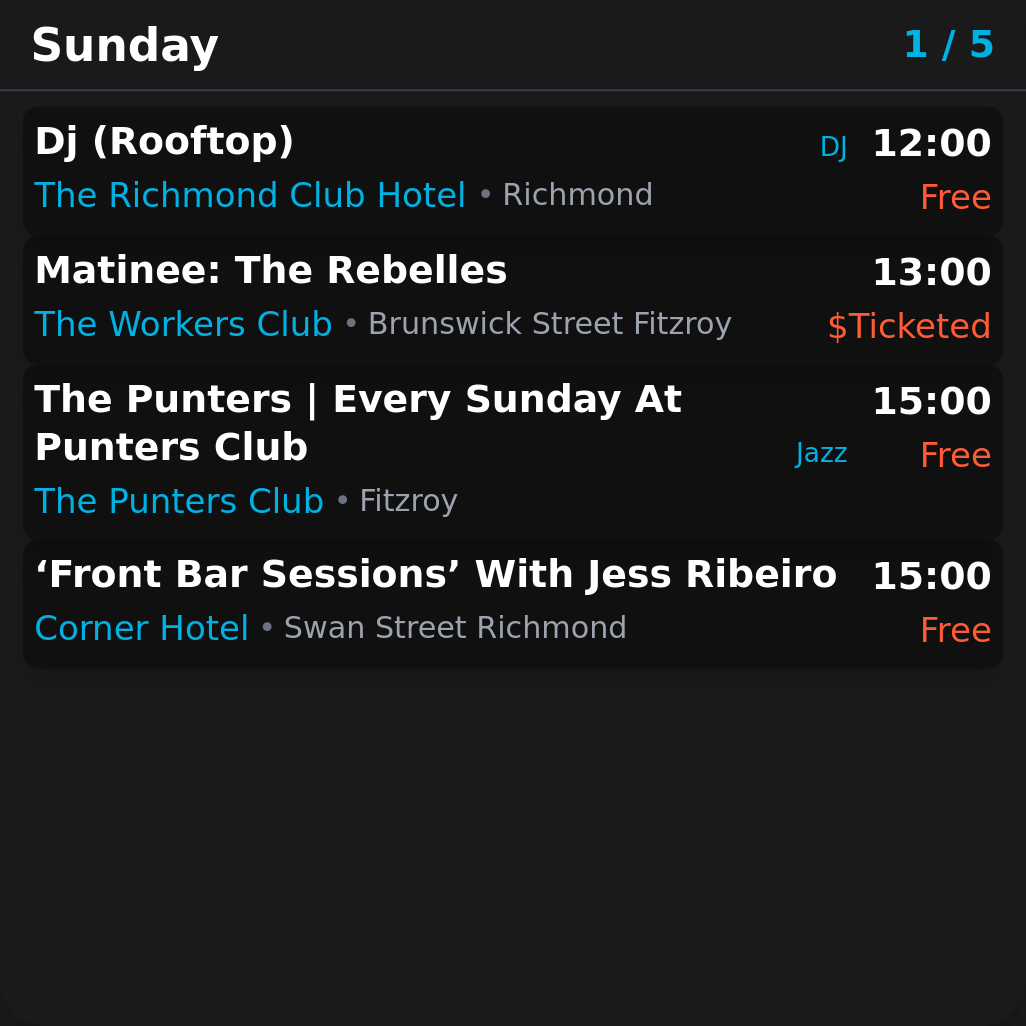 Sunday 1 / 5
Dj (Rooftop) DJ 12:00
The Richmond Club Hotel • Richmond Free
Matinee: The Rebelles 13:00
The Workers Club • Brunswick Street Fitzroy $Ticketed
The Punters | Every Sunday At 15:00
Punters Club Jazz Free
The Punters Club • Fitzroy
‘Front Bar Sessions’ With Jess Ribeiro 15:00
Corner Hotel • Swan Street Richmond Free